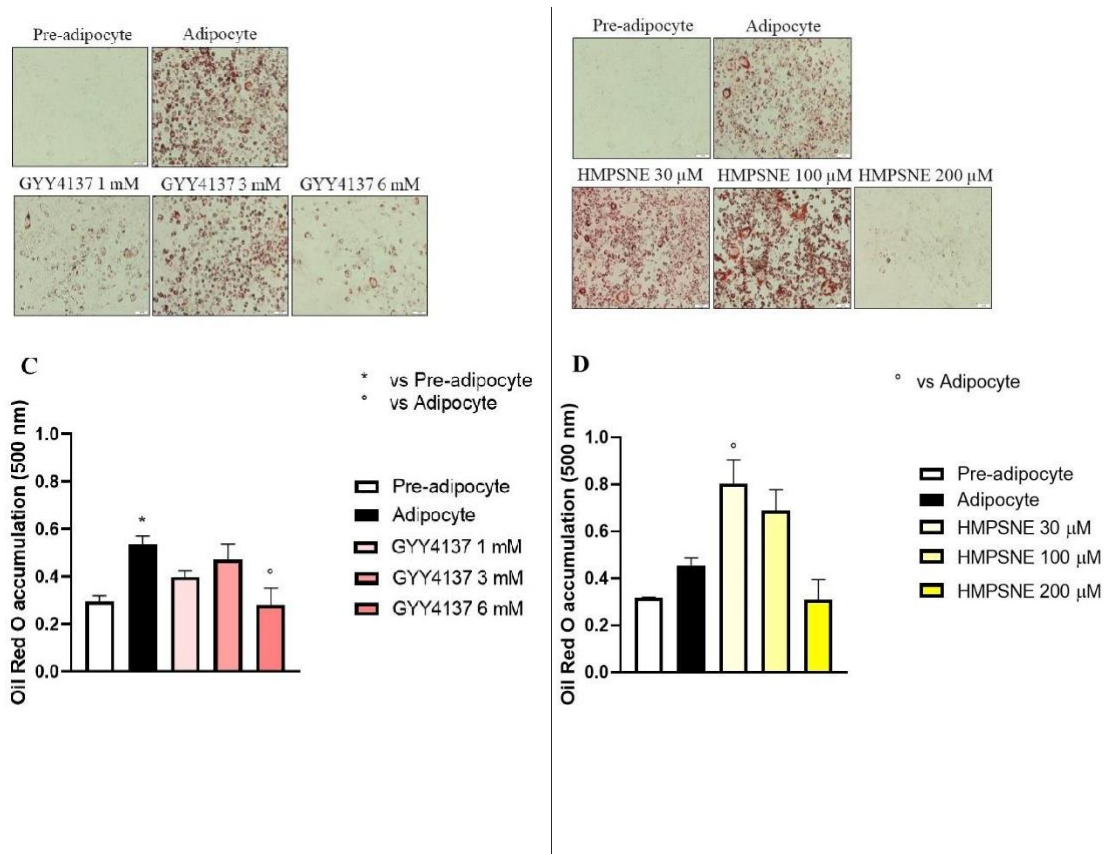 Pre-adipocyte Adipocyte
GYY4137 1 mM GYY4137 3 mM GYY4137 6 mM
C
* vs Pre-adipocyte
° vs Adipocyte
Oil Red O accumulation (500 nm)
1.0
0.8
0.6
0.4
0.2
0.0
*
°
Pre-adipocyte
Adipocyte
GYY4137 1 mM
GYY4137 3 mM
GYY4137 6 mM
Pre-adipocyte Adipocyte
HMPSNE 30 µM HMPSNE 100 µM HMPSNE 200 µM
D
° vs Adipocyte
Oil Red O accumulation (500 nm)
1.0
0.8
0.6
0.4
0.2
0.0
°
Pre-adipocyte
Adipocyte
HMPSNE 30 µM
HMPSNE 100 µM
HMPSNE 200 µM